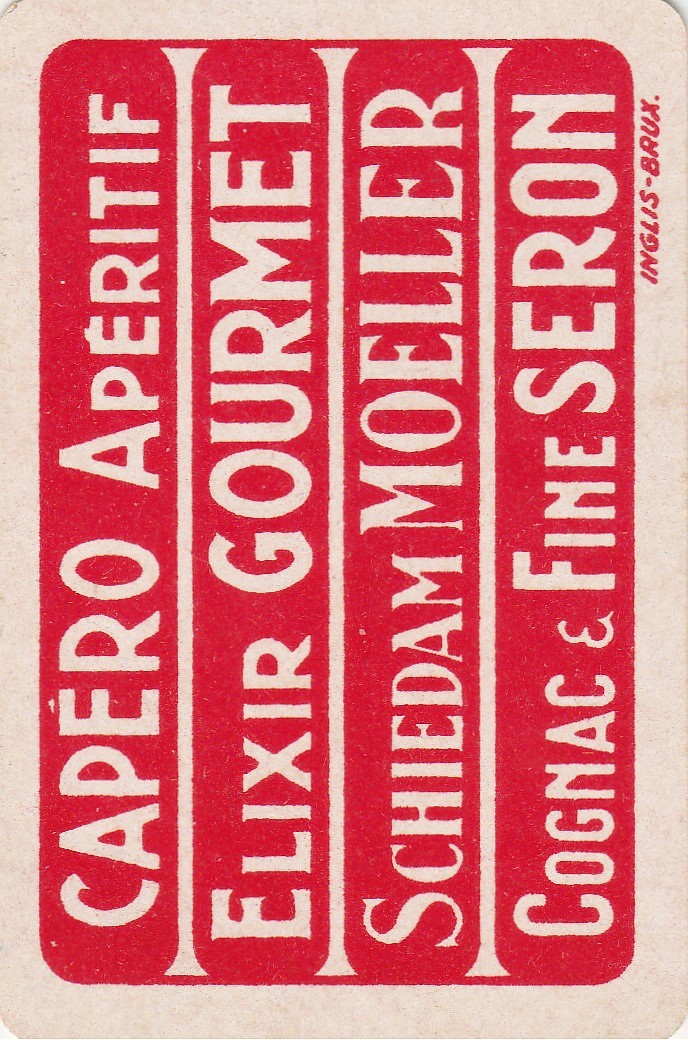 CAPÉRO APÉRITIF
ELIXIR GOURMET
SCHIEDAM MOELLER
COGNAC & FINE SERON
INGLIS-BRUX.